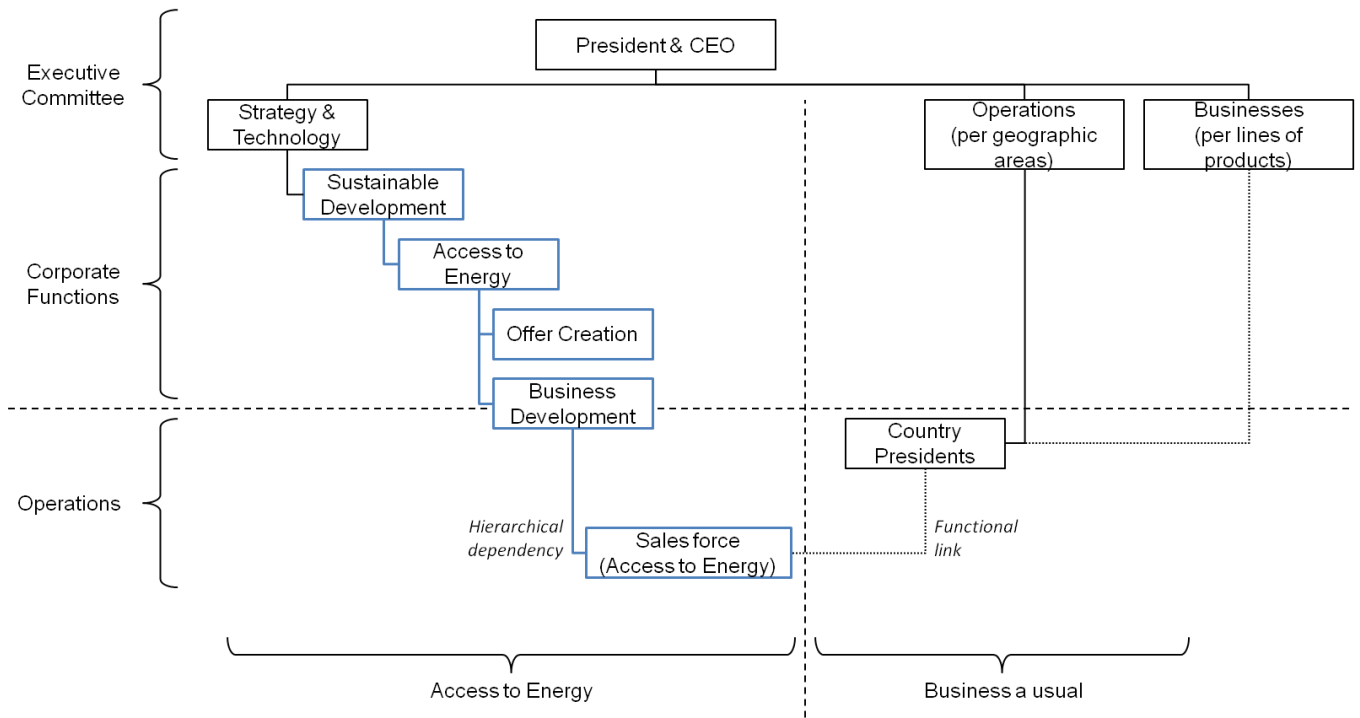 President & CEO
Executive
Committee
Strategy &
Technology
Operations
(per geographic
areas)
Businesses
(per lines of
products)
Sustainable
Development
Access to
Energy
Corporate
Functions
Offer Creation
Business
Development
Country
Presidents
Operations
Hierarchical
dependency
Sales force
(Access to Energy)
Functional
link
Access to Energy
Business a usual